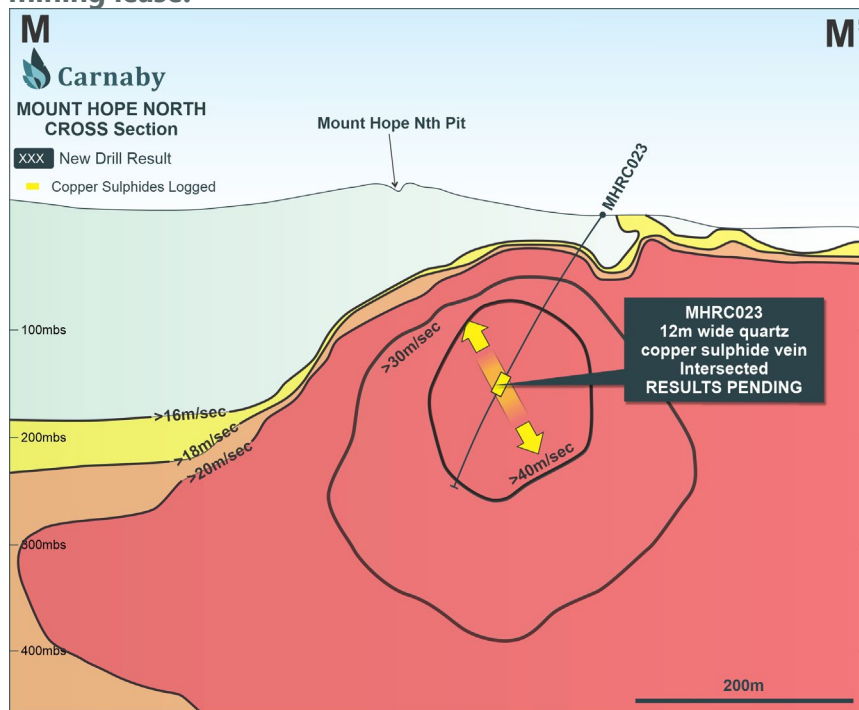 mining lease.
M
M'
Carnaby
MOUNT HOPE NORTH
CROSS Section
XXX New Drill Result
Copper Sulphides Logged
Mount Hope Nth Pit
MHRC023
100mbs
200mbs
300mbs
400mbs
>16m/sec
>18m/sec
>20m/sec
>30m/sec
>40m/sec
MHRC023
12m wide quartz
copper sulphide vein
Intersected
RESULTS PENDING
200m